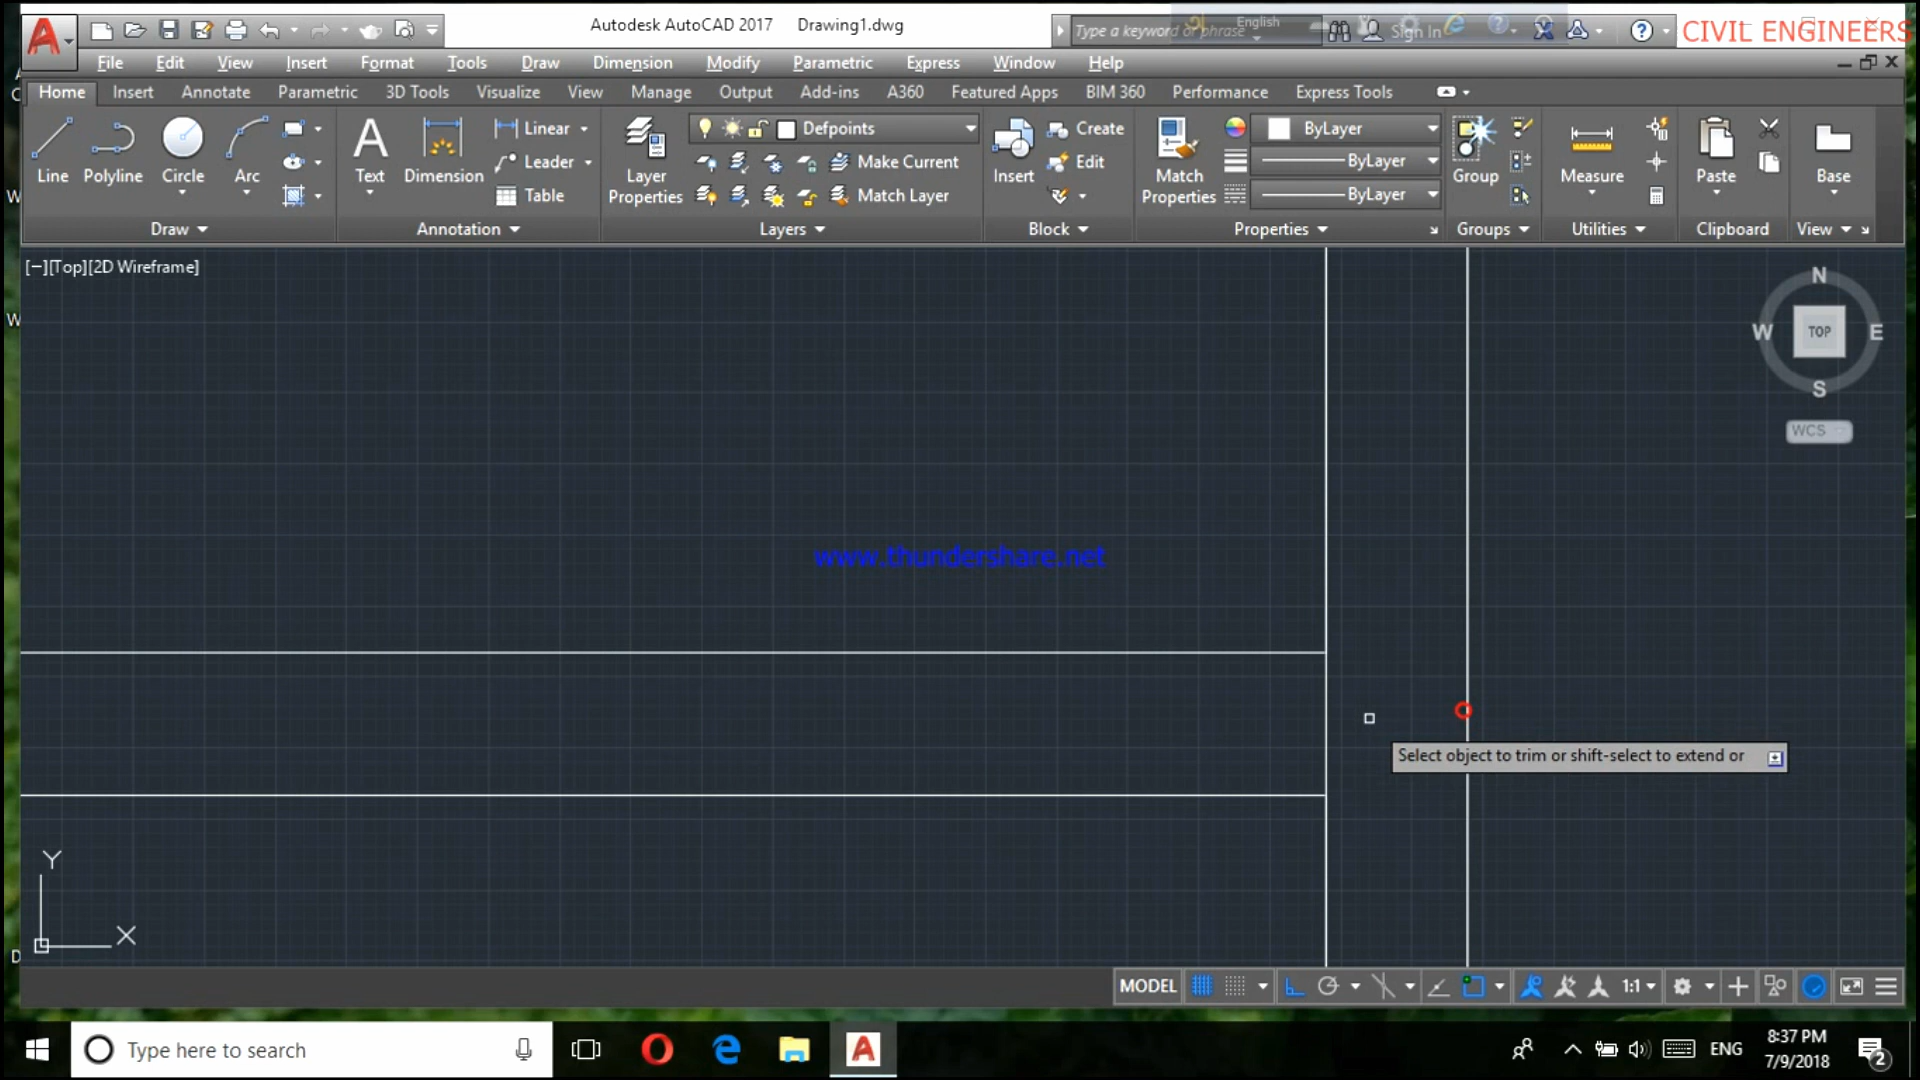 Autodesk AutoCAD 2017 Drawing1.dwg
Type a keyword or phrase
English
Sign In
CIVIL ENGINEERS
File Edit View Insert Format Tools Draw Dimension Modify Parametric Express Window Help
Home Insert Annotate Parametric 3D Tools Visualize View Manage Output Add-ins A360 Featured Apps BIM 360 Performance Express Tools
Line Polyline Circle Arc
Text Dimension
Linear
Leader
Table
Layer Properties
Defpoints
Make Current
Match Layer
Insert
Create
Edit
Match Properties
ByLayer
ByLayer
ByLayer
Group
Measure
Paste
Base
Draw Annotation Layers Block Properties Groups Utilities Clipboard View
[−][Top][2D Wireframe]
N
W TOP E
S
WCS
www.thundershare.net
Select object to trim or shift-select to extend or
Y
X
W
W
D
MODEL 1:1
Type here to search
ENG
8:37 PM
7/9/2018
2